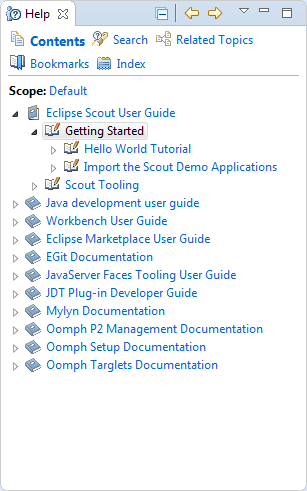 Help
Contents Search Related Topics
Bookmarks Index
Scope: Default
Eclipse Scout User Guide
Getting Started
Hello World Tutorial
Import the Scout Demo Applications
Scout Tooling
Java development user guide
Workbench User Guide
Eclipse Marketplace User Guide
EGit Documentation
JavaServer Faces Tooling User Guide
JDT Plug-in Developer Guide
Mylyn Documentation
Oomph P2 Management Documentation
Oomph Setup Documentation
Oomph Targlets Documentation